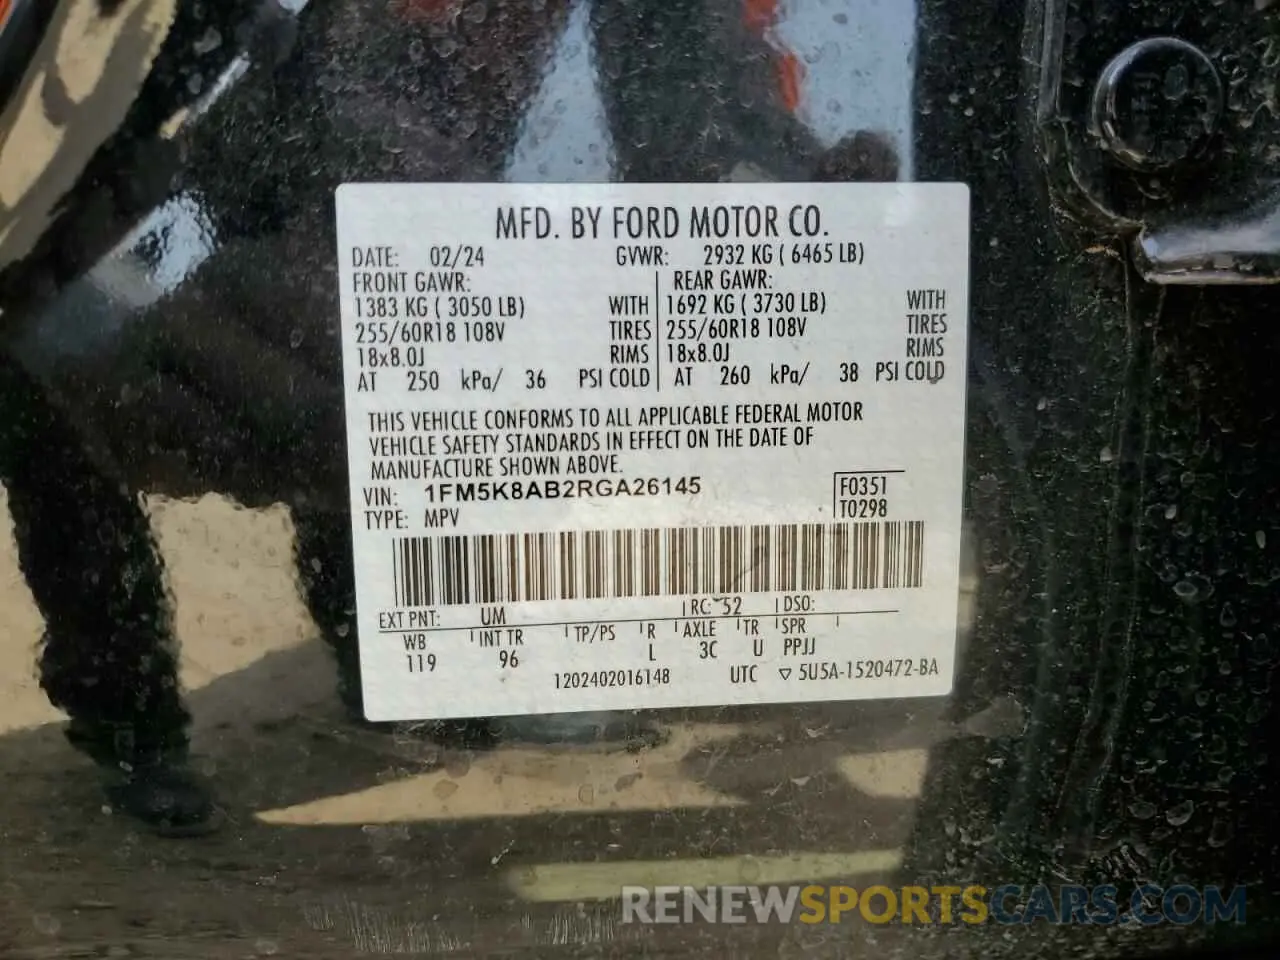 MFD. BY FORD MOTOR CO.
DATE: 02/24 GVWR: 2932 KG ( 6465 LB)
FRONT GAWR: REAR GAWR:
1383 KG ( 3050 LB) WITH 1692 KG ( 3730 LB) WITH
255/60R18 108V TIRES 255/60R18 108V TIRES
18x8.0J RIMS 18x8.0J RIMS
AT 250 kPa/ 36 PSI COLD AT 260 kPa/ 38 PSI COLD
THIS VEHICLE CONFORMS TO ALL APPLICABLE FEDERAL MOTOR
VEHICLE SAFETY STANDARDS IN EFFECT ON THE DATE OF
MANUFACTURE SHOWN ABOVE.
VIN: 1FM5K8AB2RGA26145 F0351
TYPE: MPV T0298
EXT PNT: UM RC: 52 DSO:
WB INT TR TP/PS R AXLE TR SPR
119 96 L 3C U PPJJ
1202402016148 UTC ▽ 5U5A-1520472-BA
RENEWSPORTSCARS.COM